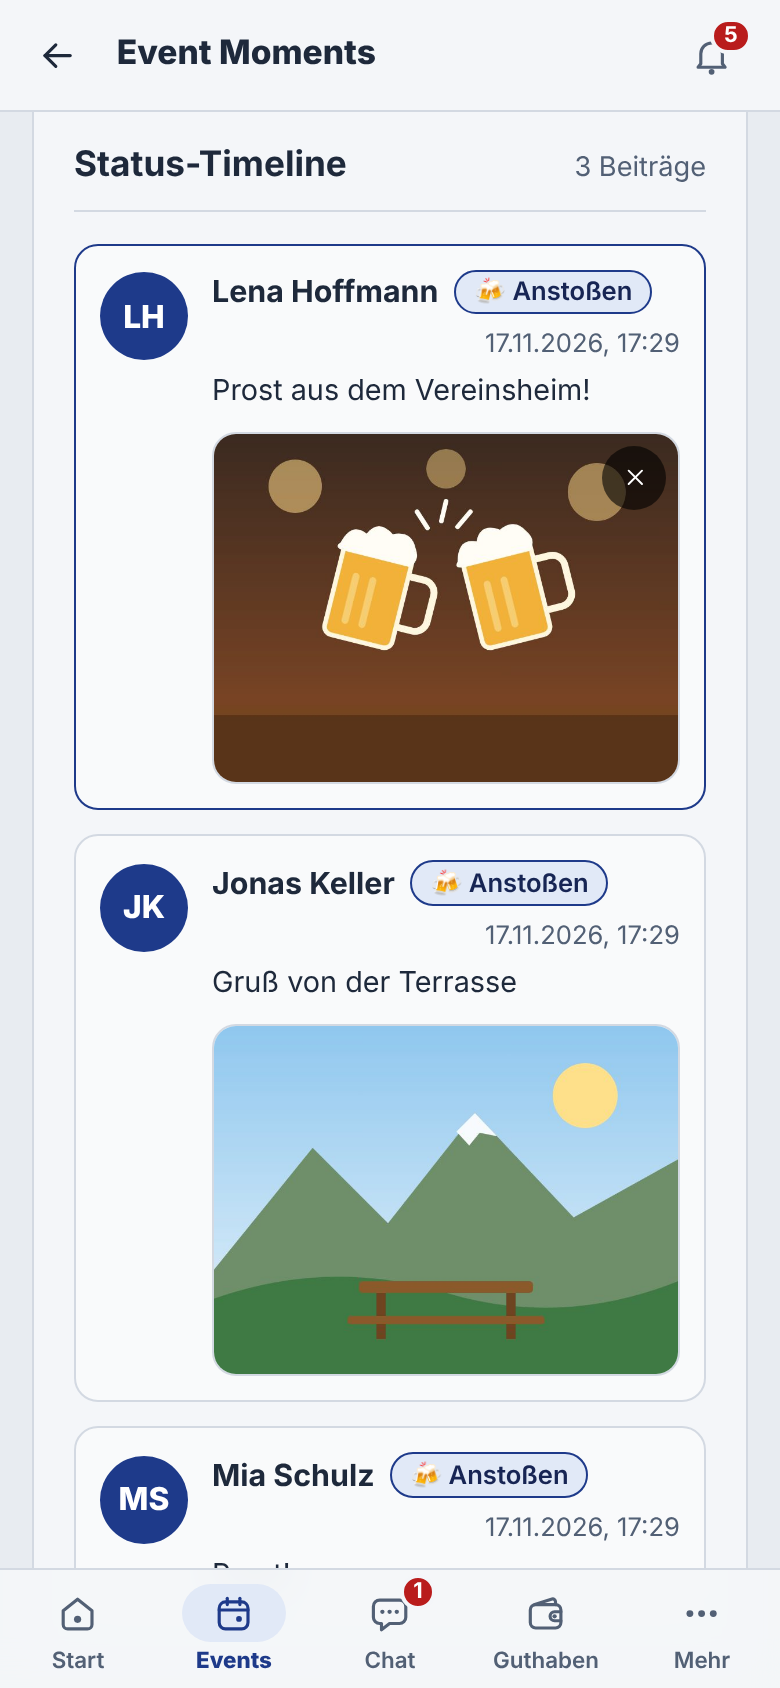 Event Moments
5
Status-Timeline
3 Beiträge
LH
Lena Hoffmann
🍻 Anstoßen
17.11.2026, 17:29
Prost aus dem Vereinsheim!
JK
Jonas Keller
🍻 Anstoßen
17.11.2026, 17:29
Gruß von der Terrasse
MS
Mia Schulz
🍻 Anstoßen
17.11.2026, 17:29
Start
Events
1
Chat
Guthaben
Mehr